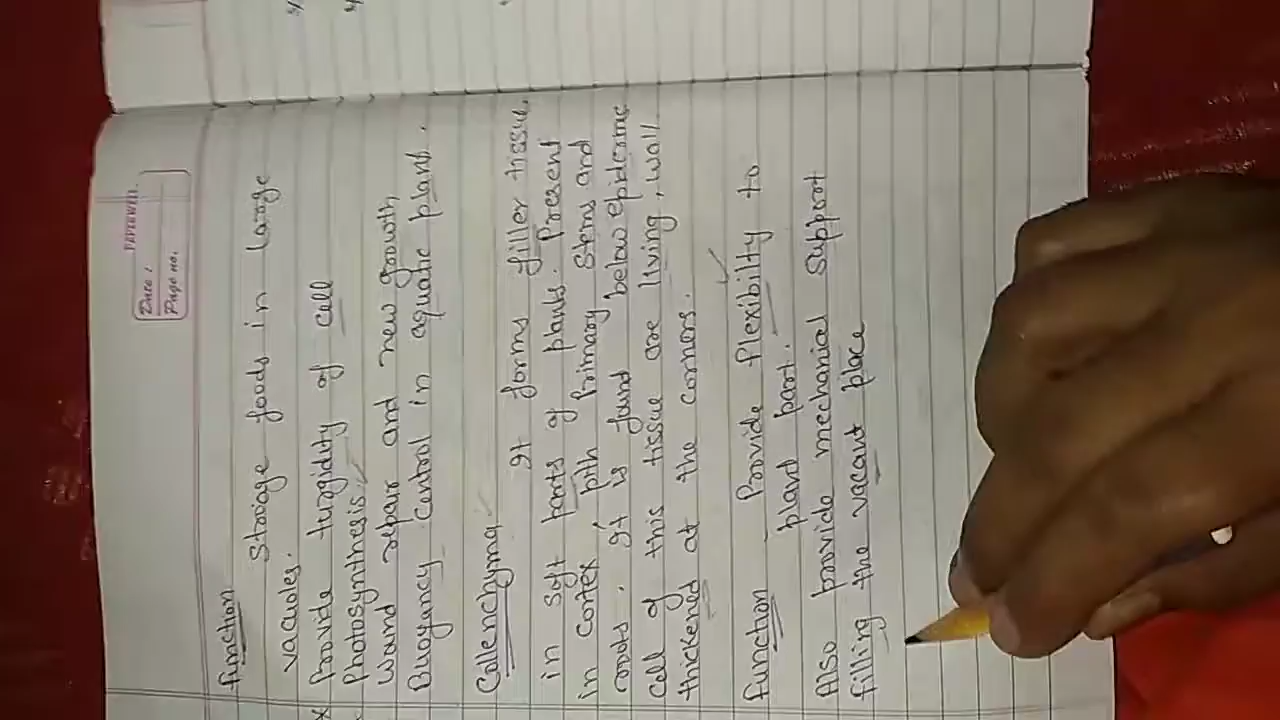 PAPERWHEEL
Date:
Page no.
function
Storage foods in large
vacuoles.
Provide turgidity of cell
Photosynthesis
Wound repair and new growth,
Buoyancy Control in aquatic plant.
Collenchyma
It forms filler tissue
in soft parts of plants. Present
in cortex, pith Primary Stems and
roots. It is found below epidermis
Cell of this tissue are living, wall
thickened at the corners.
function Provide flexibilty to
pland part.
Also provide mechanical Support
filling the vacant place